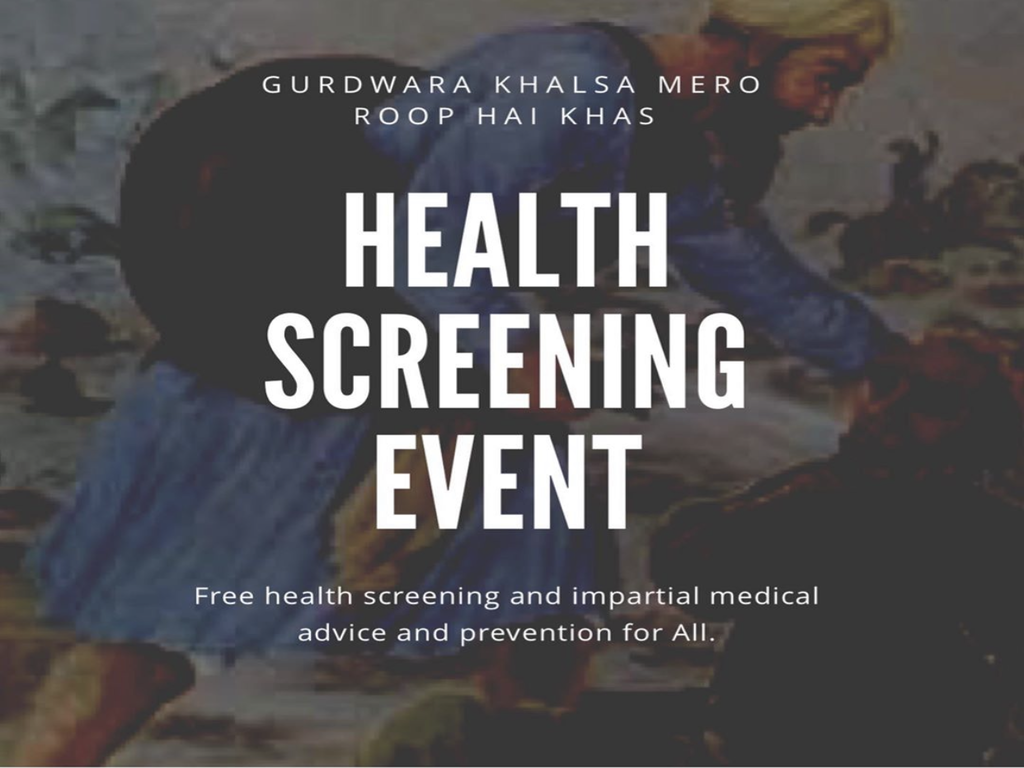 GURDWARA KHALSA MERO
ROOP HAI KHAS
HEALTH
SCREENING
EVENT
Free health screening and impartial medical
advice and prevention for All.